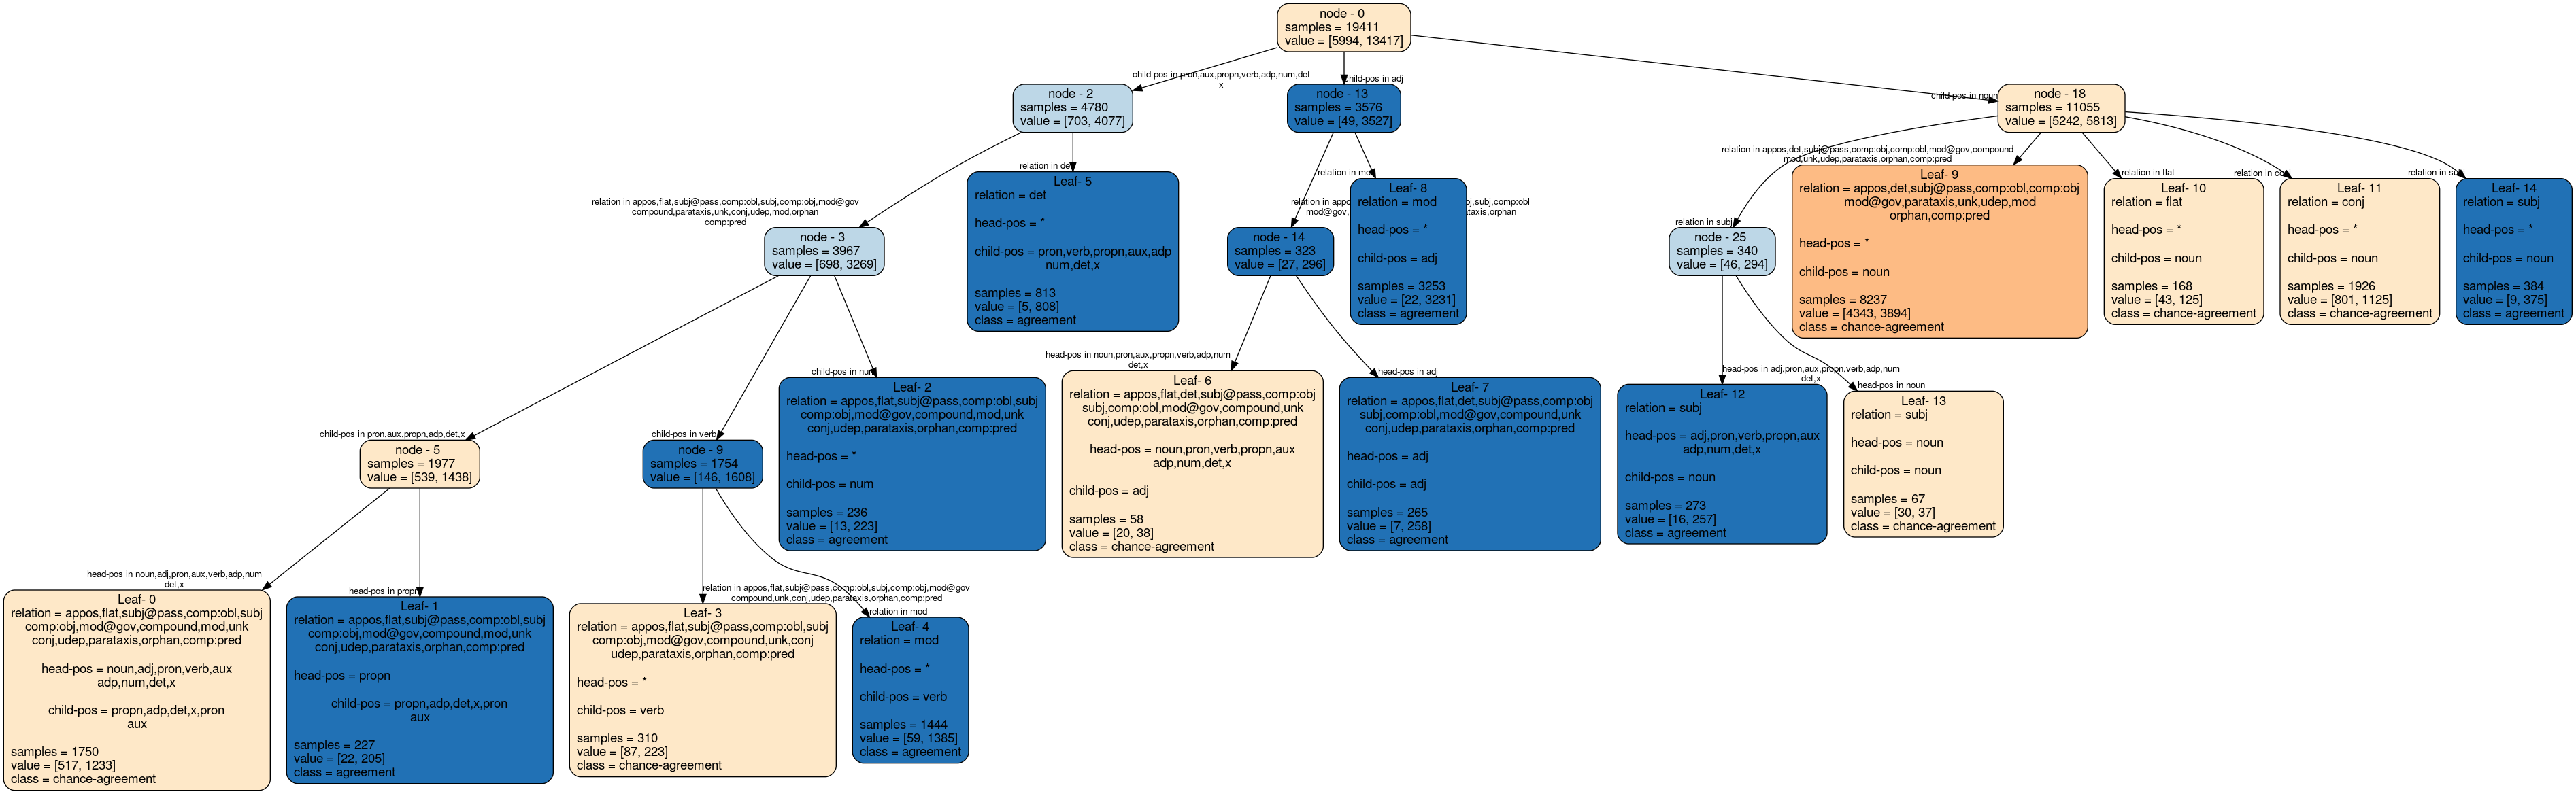 node - 0
samples = 19411
value = [5994, 13417]
child-pos in pron,aux,propn,verb,adp,num,det
x
child-pos in adj
child-pos in noun
node - 2
samples = 4780
value = [703, 4077]
node - 13
samples = 3576
value = [49, 3527]
node - 18
samples = 11055
value = [5242, 5813]
relation in appos,flat,subj@pass,comp:obl,subj,comp:obj,mod@gov
compound,parataxis,unk,conj,udep,mod,orphan
comp:pred
relation in det
relation in mod
relation in subj
relation in appos,det,subj@pass,comp:obj,comp:obl,mod@gov,compound
mod,unk,udep,parataxis,orphan,comp:pred
relation in flat
relation in conj
relation in subj
node - 3
samples = 3967
value = [698, 3269]
Leaf- 5
relation = det
head-pos = *
child-pos = pron,verb,propn,aux,adp
num,det,x
samples = 813
value = [5, 808]
class = agreement
node - 14
samples = 323
value = [27, 296]
Leaf- 8
relation = mod
head-pos = *
child-pos = adj
samples = 3253
value = [22, 3231]
class = agreement
node - 25
samples = 340
value = [46, 294]
Leaf- 9
relation = appos,det,subj@pass,comp:obl,comp:obj
mod@gov,parataxis,unk,udep,mod
orphan,comp:pred
head-pos = *
child-pos = noun
samples = 8237
value = [4343, 3894]
class = chance-agreement
Leaf- 10
relation = flat
head-pos = *
child-pos = noun
samples = 168
value = [43, 125]
class = chance-agreement
Leaf- 11
relation = conj
head-pos = *
child-pos = noun
samples = 1926
value = [801, 1125]
class = chance-agreement
Leaf- 14
relation = subj
head-pos = *
child-pos = noun
samples = 384
value = [9, 375]
class = agreement
child-pos in pron,aux,propn,adp,det,x
child-pos in verb
child-pos in num
head-pos in noun,pron,aux,propn,verb,adp,num
det,x
head-pos in adj
head-pos in adj,pron,aux,propn,verb,adp,num
det,x
head-pos in noun
node - 5
samples = 1977
value = [539, 1438]
node - 9
samples = 1754
value = [146, 1608]
Leaf- 2
relation = appos,flat,subj@pass,comp:obl,subj
comp:obj,mod@gov,compound,mod,unk
conj,udep,parataxis,orphan,comp:pred
head-pos = *
child-pos = num
samples = 236
value = [13, 223]
class = agreement
Leaf- 6
relation = appos,flat,det,subj@pass,comp:obj
subj,comp:obl,mod@gov,compound,unk
conj,udep,parataxis,orphan,comp:pred
head-pos = noun,pron,verb,propn,aux
adp,num,det,x
child-pos = adj
samples = 58
value = [20, 38]
class = chance-agreement
Leaf- 7
relation = appos,flat,det,subj@pass,comp:obj
subj,comp:obl,mod@gov,compound,unk
conj,udep,parataxis,orphan,comp:pred
head-pos = adj
child-pos = adj
samples = 265
value = [7, 258]
class = agreement
Leaf- 12
relation = subj
head-pos = adj,pron,verb,propn,aux
adp,num,det,x
child-pos = noun
samples = 273
value = [16, 257]
class = agreement
Leaf- 13
relation = subj
head-pos = noun
child-pos = noun
samples = 67
value = [30, 37]
class = chance-agreement
head-pos in noun,adj,pron,aux,verb,adp,num
det,x
head-pos in propn
relation in appos,flat,subj@pass,comp:obl,subj,comp:obj,mod@gov
compound,unk,conj,udep,parataxis,orphan,comp:pred
relation in mod
Leaf- 0
relation = appos,flat,subj@pass,comp:obl,subj
comp:obj,mod@gov,compound,mod,unk
conj,udep,parataxis,orphan,comp:pred
head-pos = noun,adj,pron,verb,aux
adp,num,det,x
child-pos = propn,adp,det,x,pron
aux
samples = 1750
value = [517, 1233]
class = chance-agreement
Leaf- 1
relation = appos,flat,subj@pass,comp:obl,subj
comp:obj,mod@gov,compound,mod,unk
conj,udep,parataxis,orphan,comp:pred
head-pos = propn
child-pos = propn,adp,det,x,pron
aux
samples = 227
value = [22, 205]
class = agreement
Leaf- 3
relation = appos,flat,subj@pass,comp:obl,subj
comp:obj,mod@gov,compound,unk,conj
udep,parataxis,orphan,comp:pred
head-pos = *
child-pos = verb
samples = 310
value = [87, 223]
class = chance-agreement
Leaf- 4
relation = mod
head-pos = *
child-pos = verb
samples = 1444
value = [59, 1385]
class = agreement